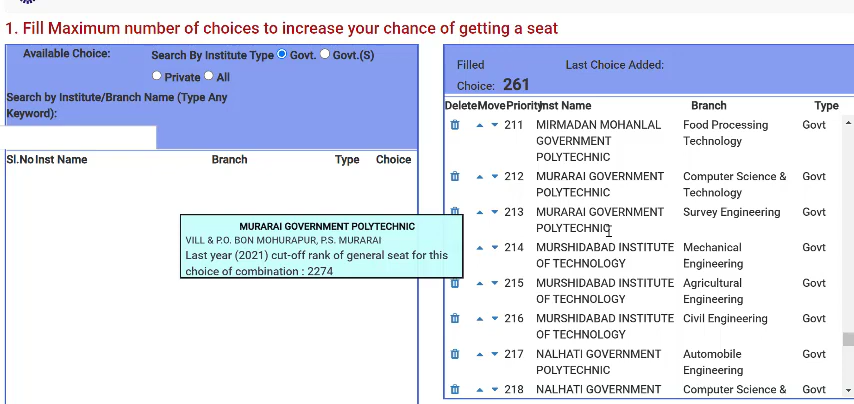 1. Fill Maximum number of choices to increase your chance of getting a seat
Available Choice:
Search By Institute Type Govt. Govt.(S)
Private All
Search by Institute/Branch Name (Type Any
Keyword):
Sl.No Inst Name Branch Type Choice
MURARAI GOVERNMENT POLYTECHNIC
VILL & P.O. BON MOHURAPUR, P.S. MURARAI
Last year (2021) cut-off rank of general seat for this
choice of combination : 2274
Filled Last Choice Added:
Choice: 261
Delete Move Priority Inst Name Branch Type
211 MIRMADAN MOHANLAL Food Processing Govt
GOVERNMENT Technology
POLYTECHNIC
212 MURARAI GOVERNMENT Computer Science & Govt
POLYTECHNIC Technology
213 MURARAI GOVERNMENT Survey Engineering Govt
POLYTECHNIC
214 MURSHIDABAD INSTITUTE Mechanical Govt
OF TECHNOLOGY Engineering
215 MURSHIDABAD INSTITUTE Agricultural Govt
OF TECHNOLOGY Engineering
216 MURSHIDABAD INSTITUTE Civil Engineering Govt
OF TECHNOLOGY
217 NALHATI GOVERNMENT Automobile Govt
POLYTECHNIC Engineering
218 NALHATI GOVERNMENT Computer Science & Govt